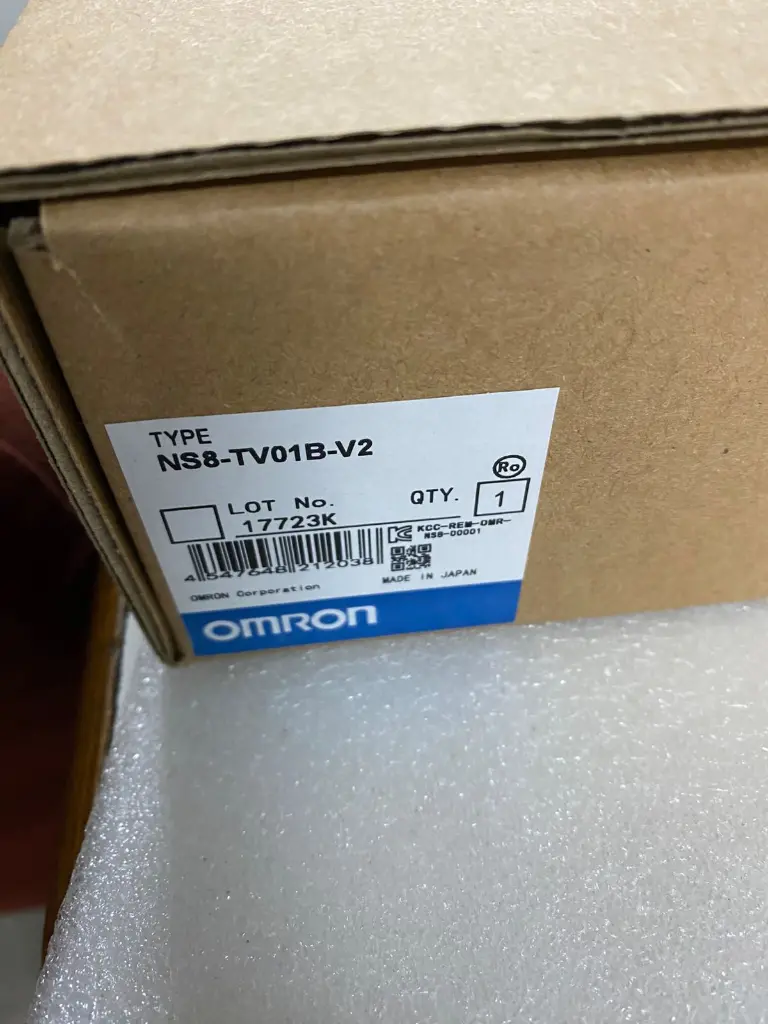 TYPE
NS8-TV01B-V2
Ro
LOT No.
17723K
QTY.
1
KCC-REM-OMR-
NS8-00001
4 547648 212038
MADE IN JAPAN
OMRON Corporation
OMRON